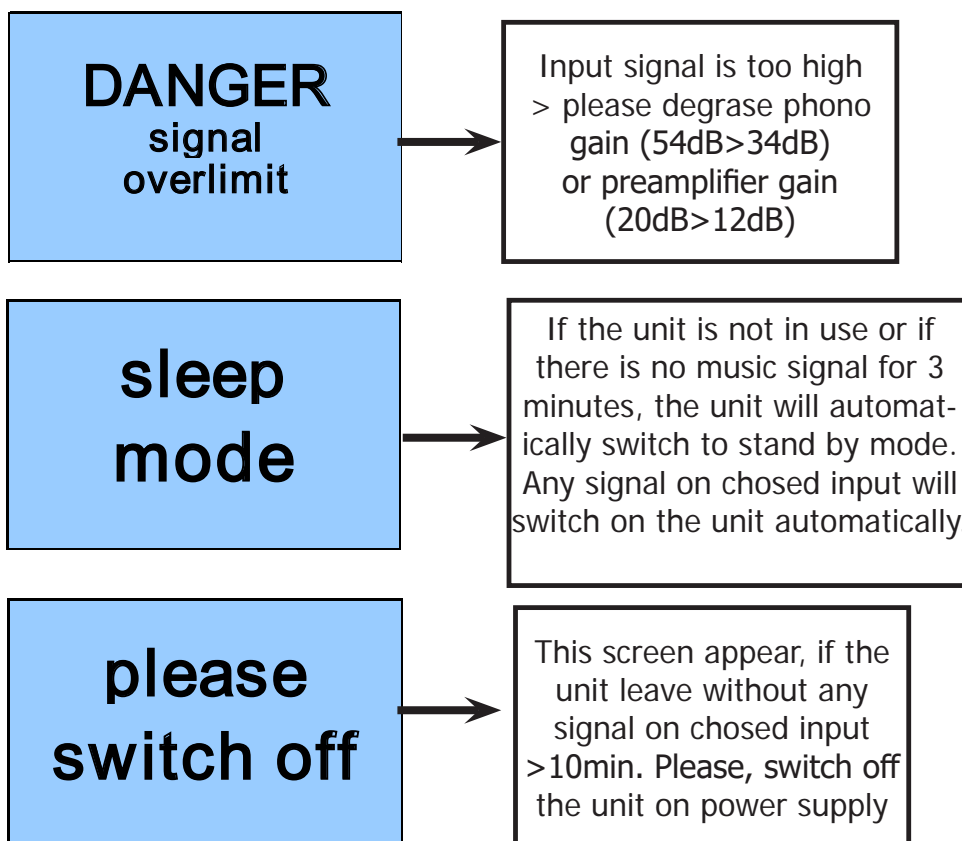 DANGER
signal
overlimit
Input signal is too high
> please degrase phono
gain (54dB>34dB)
or preamplifier gain
(20dB>12dB)
sleep
mode
If the unit is not in use or if
there is no music signal for 3
minutes, the unit will automat-
ically switch to stand by mode.
Any signal on chosed input will
switch on the unit automatically
please
switch off
This screen appear, if the
unit leave without any
signal on chosed input
>10min. Please, switch off
the unit on power supply